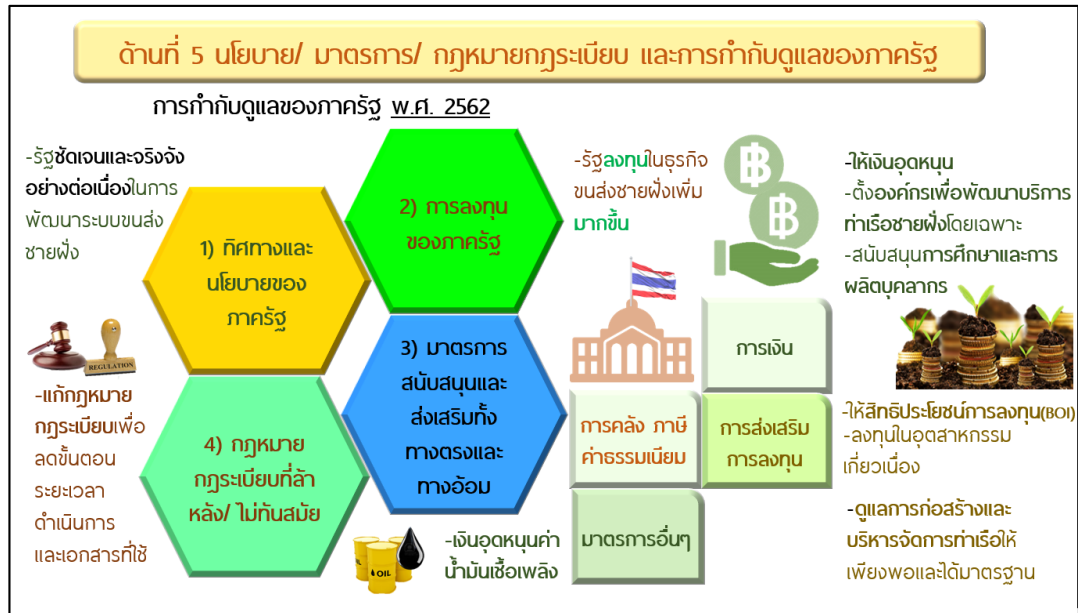 ด้านที่ 5 นโยบาย/ มาตรการ/ กฎหมายกฎระเบียบ และการกำกับดูแลของภาครัฐ
การกำกับดูแลของภาครัฐ พ.ศ. 2562
-รัฐชัดเจนและจริงจัง
อย่างต่อเนื่องในการ
พัฒนาระบบขนส่ง
ชายฝั่ง
1) ทิศทางและ
นโยบายของ
ภาครัฐ
2) การลงทุน
ของภาครัฐ
-รัฐลงทุนในธุรกิจ
ขนส่งชายฝั่งเพิ่ม
มากขึ้น
-ให้เงินอุดหนุน
-ตั้งองค์กรเพื่อพัฒนาบริการ
ท่าเรือชายฝั่งโดยเฉพาะ
-สนับสนุนการศึกษาและการ
ผลิตบุคลากร
REGULATION
-แก้กฎหมาย
กฎระเบียบเพื่อ
ลดขั้นตอน
ระยะเวลา
ดำเนินการ
และเอกสารที่ใช้
4) กฎหมาย
กฎระเบียบที่ล้า
หลัง/ ไม่ทันสมัย
3) มาตรการ
สนับสนุนและ
ส่งเสริมทั้ง
ทางตรงและ
ทางอ้อม
การเงิน
การคลัง ภาษี
ค่าธรรมเนียม
การส่งเสริม
การลงทุน
มาตรการอื่นๆ
-ให้สิทธิประโยชน์การลงทุน(BOI)
-ลงทุนในอุตสาหกรรม
เกี่ยวเนื่อง
-ดูแลการก่อสร้างและ
บริหารจัดการท่าเรือให้
เพียงพอและได้มาตรฐาน
OIL
-เงินอุดหนุนค่า
น้ำมันเชื้อเพลิง